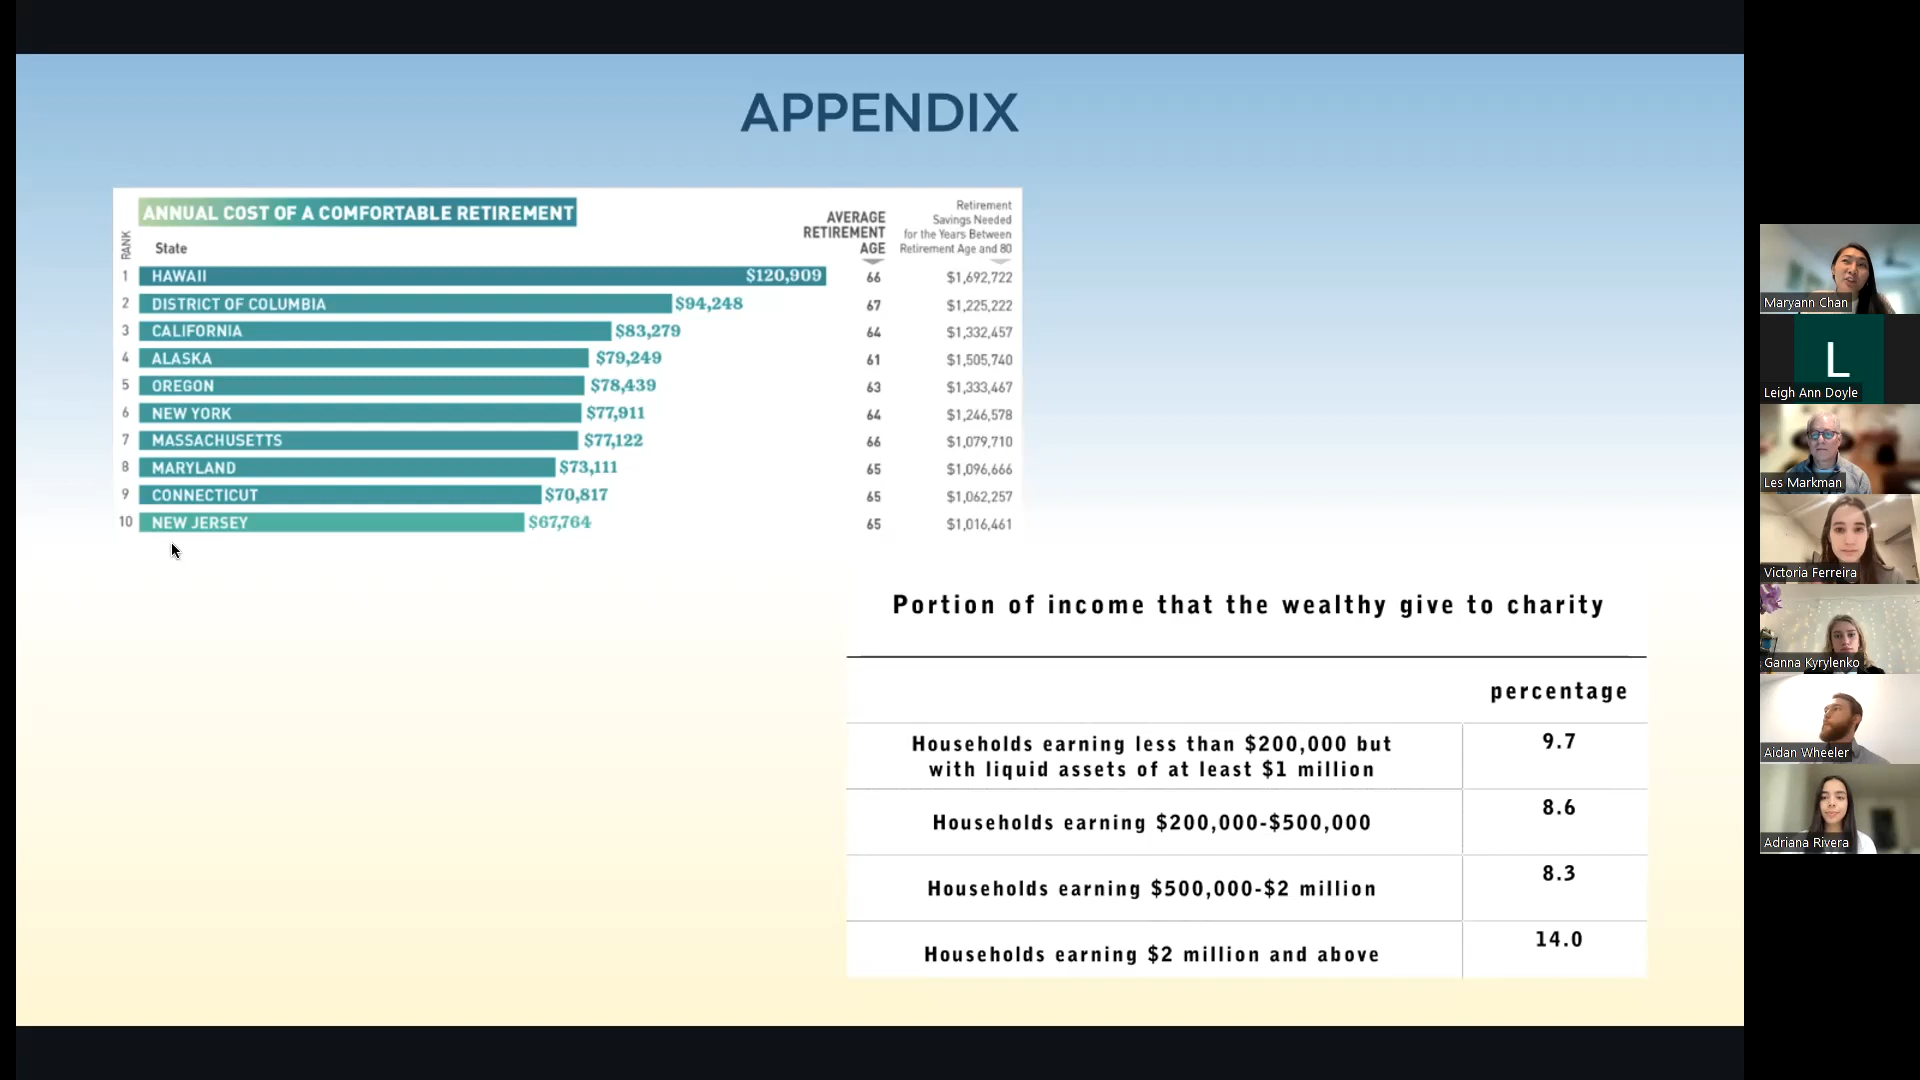 APPENDIX
ANNUAL COST OF A COMFORTABLE RETIREMENT
RANK
State
AVERAGE
RETIREMENT
AGE
Retirement
Savings Needed
for the Years Between
Retirement Age and 80
1 HAWAII $120,909 66 $1,692,722
2 DISTRICT OF COLUMBIA $94,248 67 $1,225,222
3 CALIFORNIA $83,279 64 $1,332,457
4 ALASKA $79,249 61 $1,505,740
5 OREGON $78,439 63 $1,333,467
6 NEW YORK $77,911 64 $1,246,578
7 MASSACHUSETTS $77,122 66 $1,079,710
8 MARYLAND $73,111 65 $1,096,666
9 CONNECTICUT $70,817 65 $1,062,257
10 NEW JERSEY $67,764 65 $1,016,461
Portion of income that the wealthy give to charity
percentage
Households earning less than $200,000 but
with liquid assets of at least $1 million
9.7
Households earning $200,000-$500,000
8.6
Households earning $500,000-$2 million
8.3
Households earning $2 million and above
14.0
Maryann Chan
L
Leigh Ann Doyle
Les Markman
Victoria Ferreira
Ganna Kyrylenko
Aidan Wheeler
Adriana Rivera